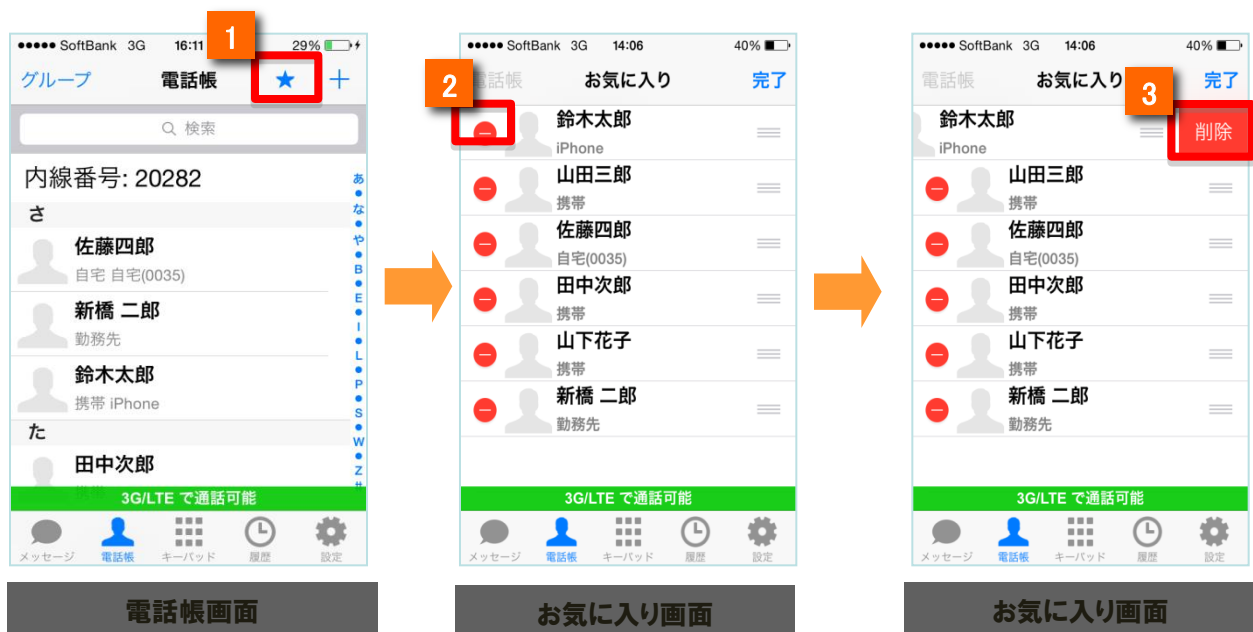 ●●●●● SoftBank 3G 16:11 29%
1
グループ 電話帳 ★ +
検索
内線番号: 20282
さ
佐藤四郎
自宅 自宅(0035)
新橋 二郎
勤務先
鈴木太郎
携帯 iPhone
た
田中次郎
あ
な
や
B
E
I
L
P
S
W
Z
#
3G/LTE で通話可能
メッセージ 電話帳 キーパッド 履歴 設定
電話帳画面
●●●●● SoftBank 3G 14:06 40%
2
電話帳 お気に入り 完了
鈴木太郎
iPhone
山田三郎
携帯
佐藤四郎
自宅(0035)
田中次郎
携帯
山下花子
携帯
新橋 二郎
勤務先
3G/LTE で通話可能
メッセージ 電話帳 キーパッド 履歴 設定
お気に入り画面
●●●●● SoftBank 3G 14:06 40%
3
電話帳 お気に入り 完了
鈴木太郎
iPhone
削除
山田三郎
携帯
佐藤四郎
自宅(0035)
田中次郎
携帯
山下花子
携帯
新橋 二郎
勤務先
3G/LTE で通話可能
メッセージ 電話帳 キーパッド 履歴 設定
お気に入り画面